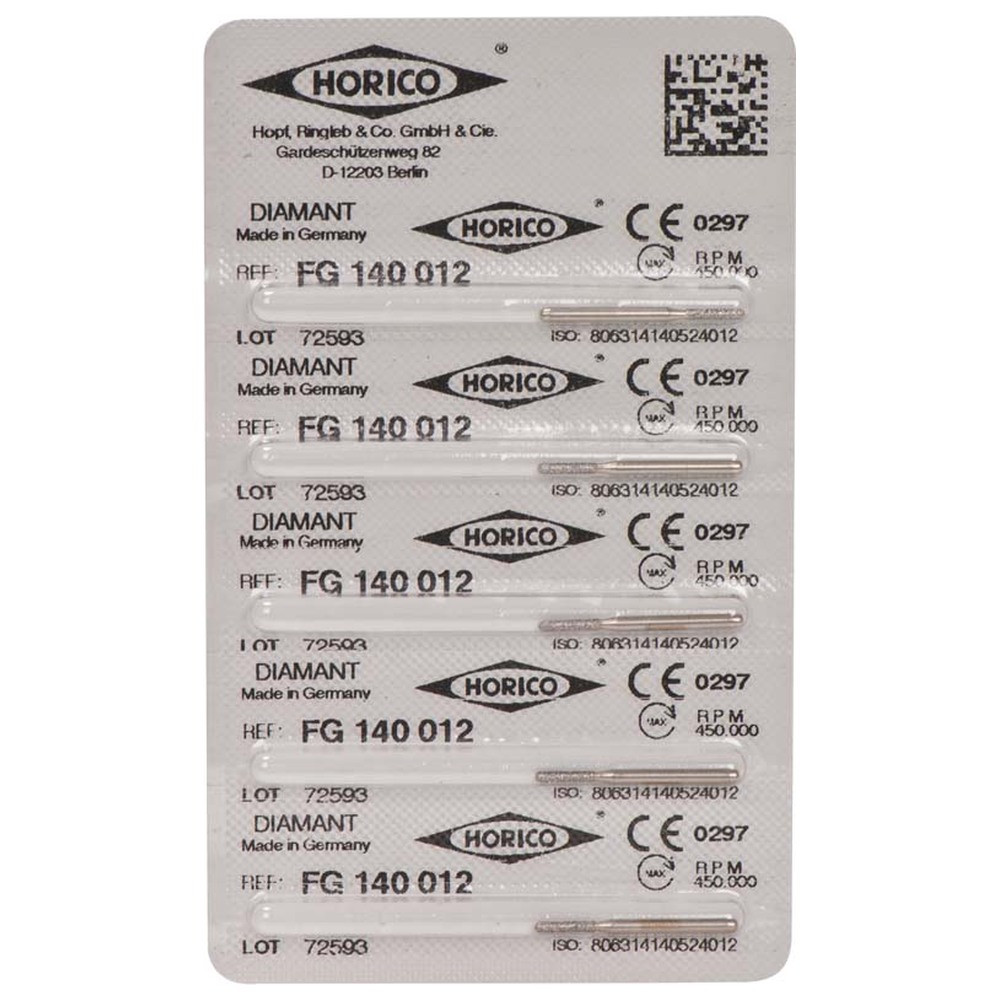 HORICO ®
Hopf, Ringleb & Co. GmbH & Cie.
Gardeschützenweg 82
D-12203 Berlin
DIAMANT HORICO ® CE 0297
Made in Germany
MAX RPM
REF: FG 140 012 450.000
LOT 72593 ISO: 806314140524012
DIAMANT HORICO ® CE 0297
Made in Germany
MAX RPM
REF: FG 140 012 450.000
LOT 72593 ISO: 806314140524012
DIAMANT HORICO ® CE 0297
Made in Germany
MAX RPM
REF: FG 140 012 450.000
LOT 72593 ISO: 806314140524012
DIAMANT HORICO ® CE 0297
Made in Germany
MAX RPM
REF: FG 140 012 450.000
LOT 72593 ISO: 806314140524012
DIAMANT HORICO ® CE 0297
Made in Germany
MAX RPM
REF: FG 140 012 450.000
LOT 72593 ISO: 806314140524012